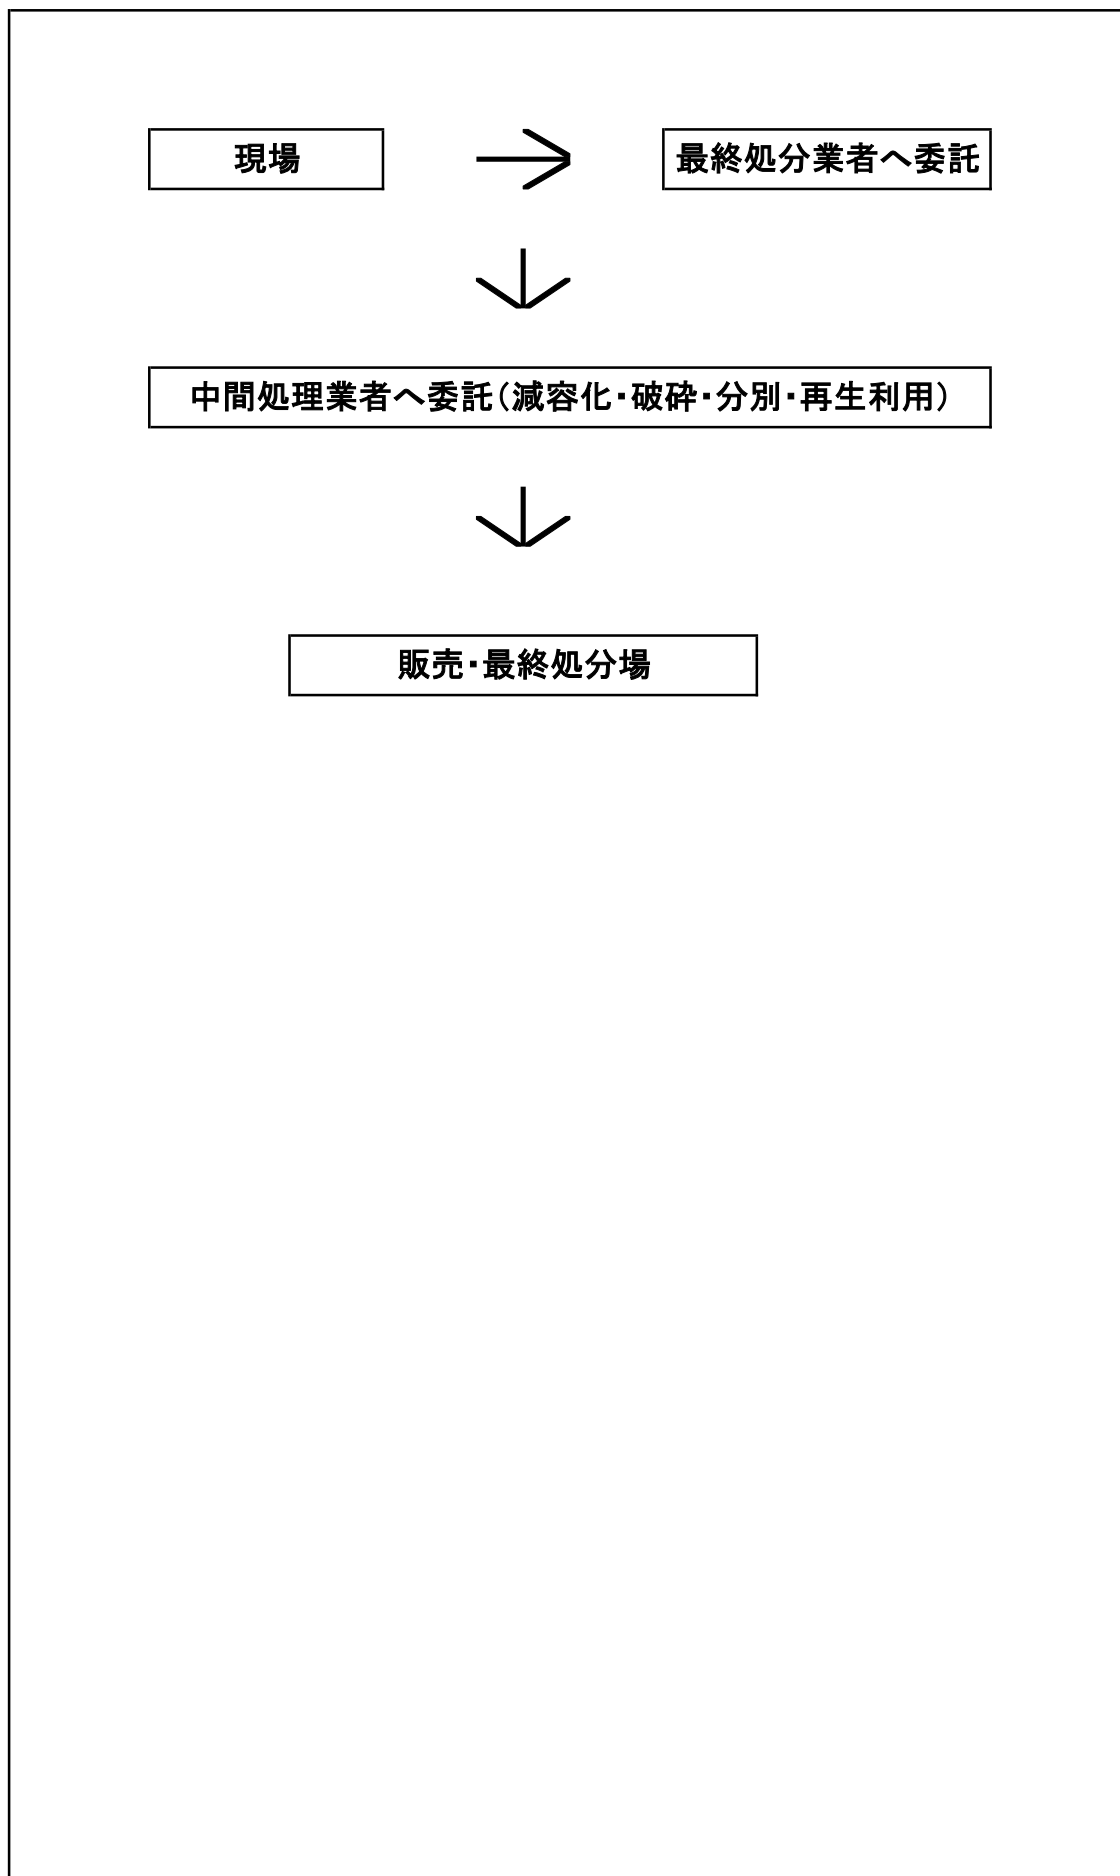 現場
最終処分業者へ委託
中間処理業者へ委託(減容化・破砕・分別・再生利用)
販売・最終処分場